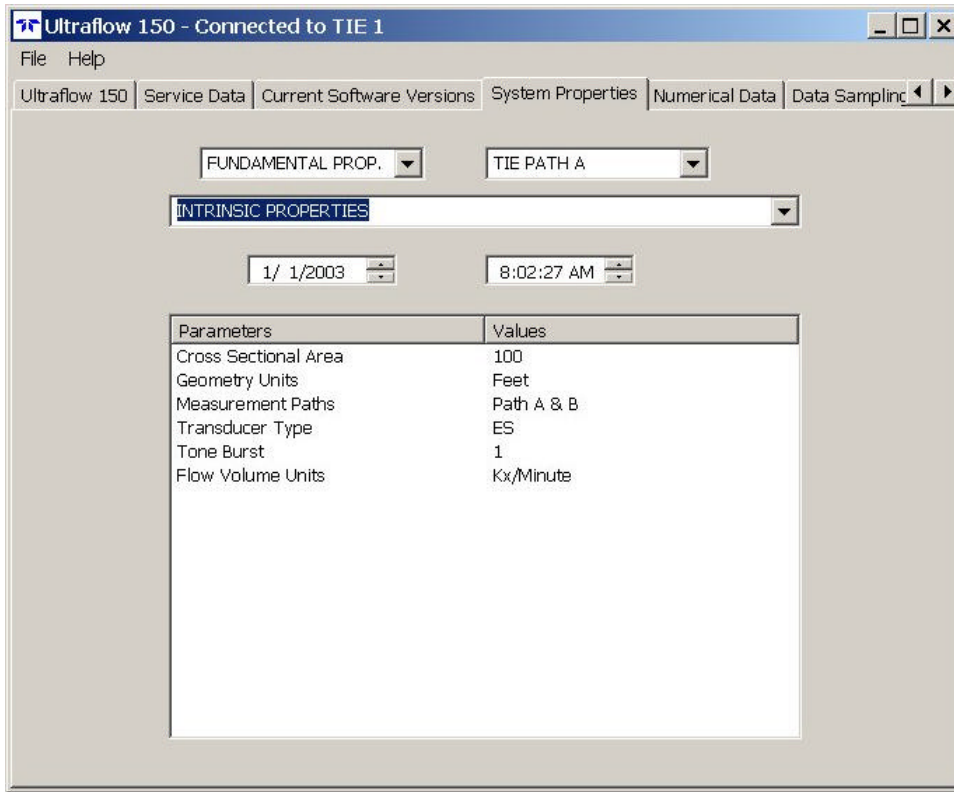 Ultraflow 150 - Connected to TIE 1
File Help
Ultraflow 150 Service Data Current Software Versions System Properties Numerical Data Data Sampling
FUNDAMENTAL PROP. TIE PATH A
INTRINSIC PROPERTIES
1/ 1/2003 8:02:27 AM
Parameters Values
Cross Sectional Area 100
Geometry Units Feet
Measurement Paths Path A & B
Transducer Type ES
Tone Burst 1
Flow Volume Units Kx/Minute